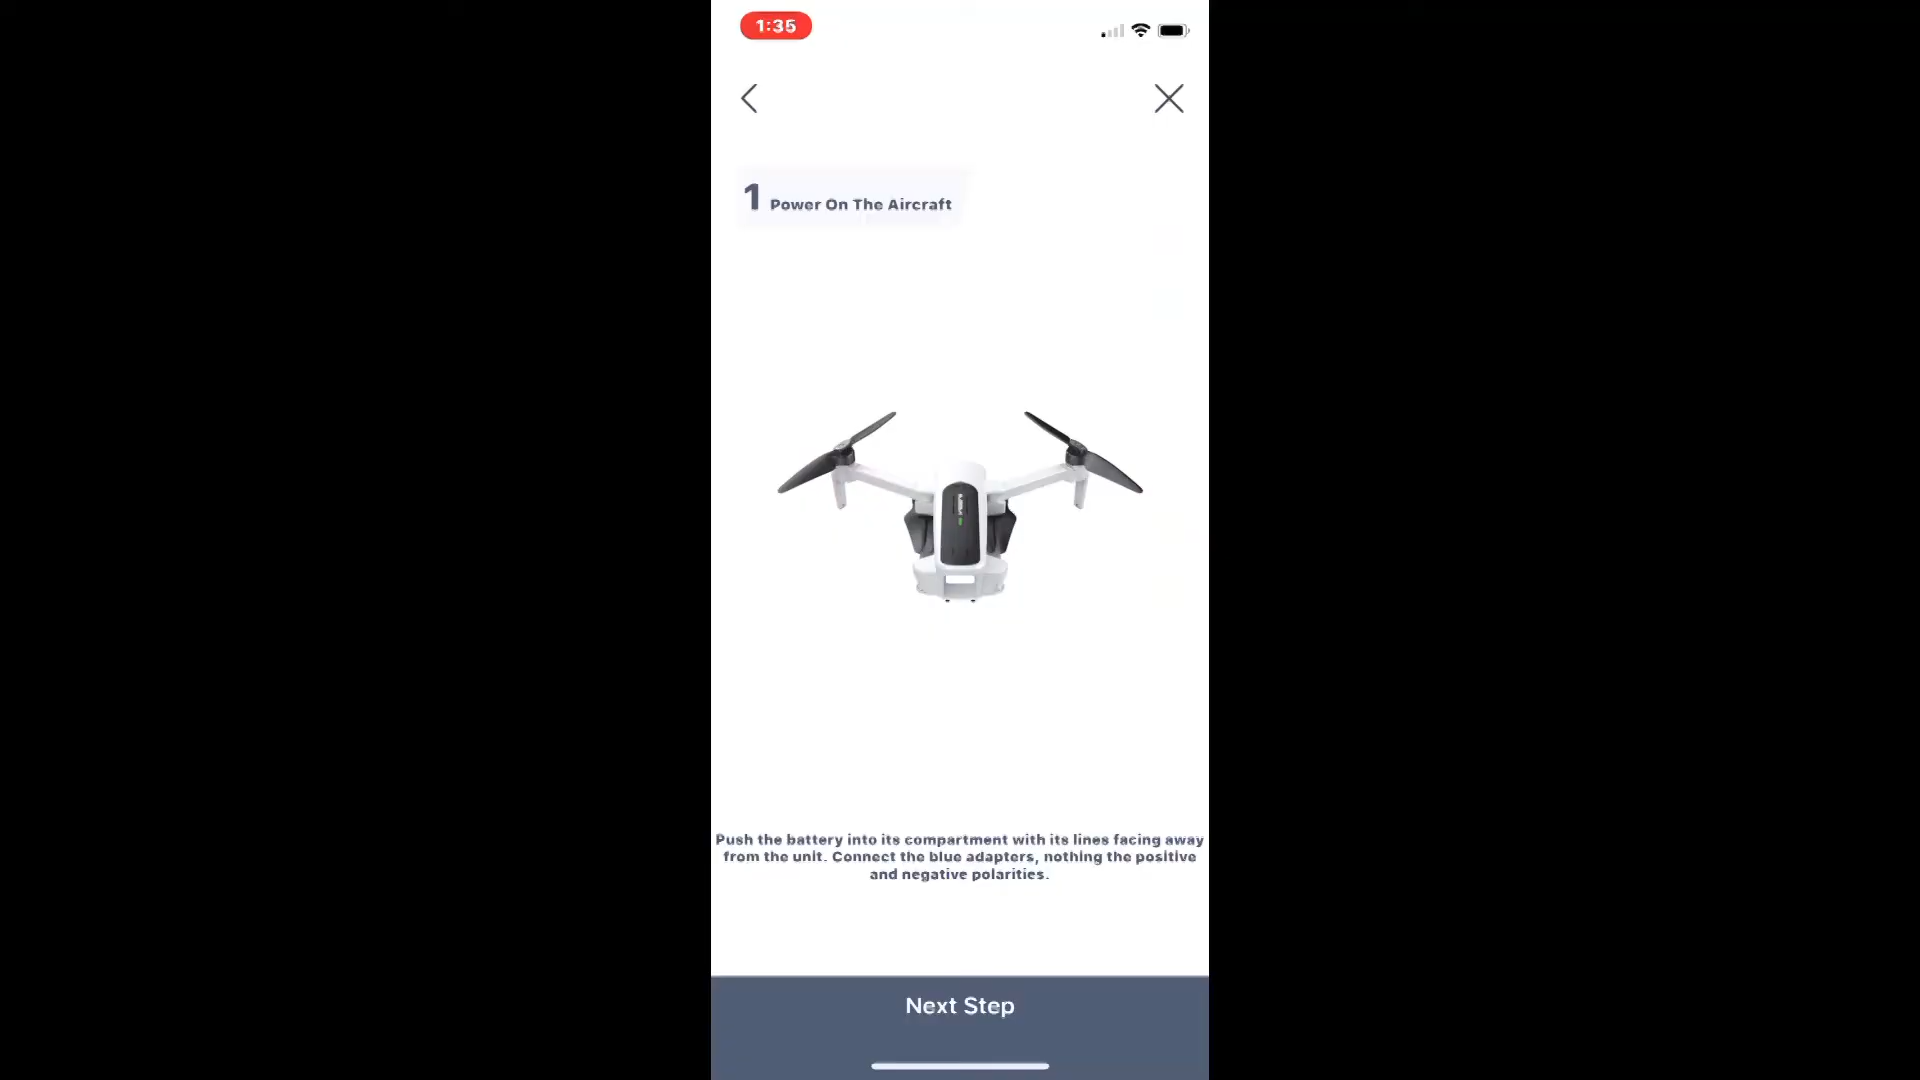 1:35
1 Power On The Aircraft
Push the battery into its compartment with its lines facing away
from the unit. Connect the blue adapters, nothing the positive
and negative polarities.
Next Step